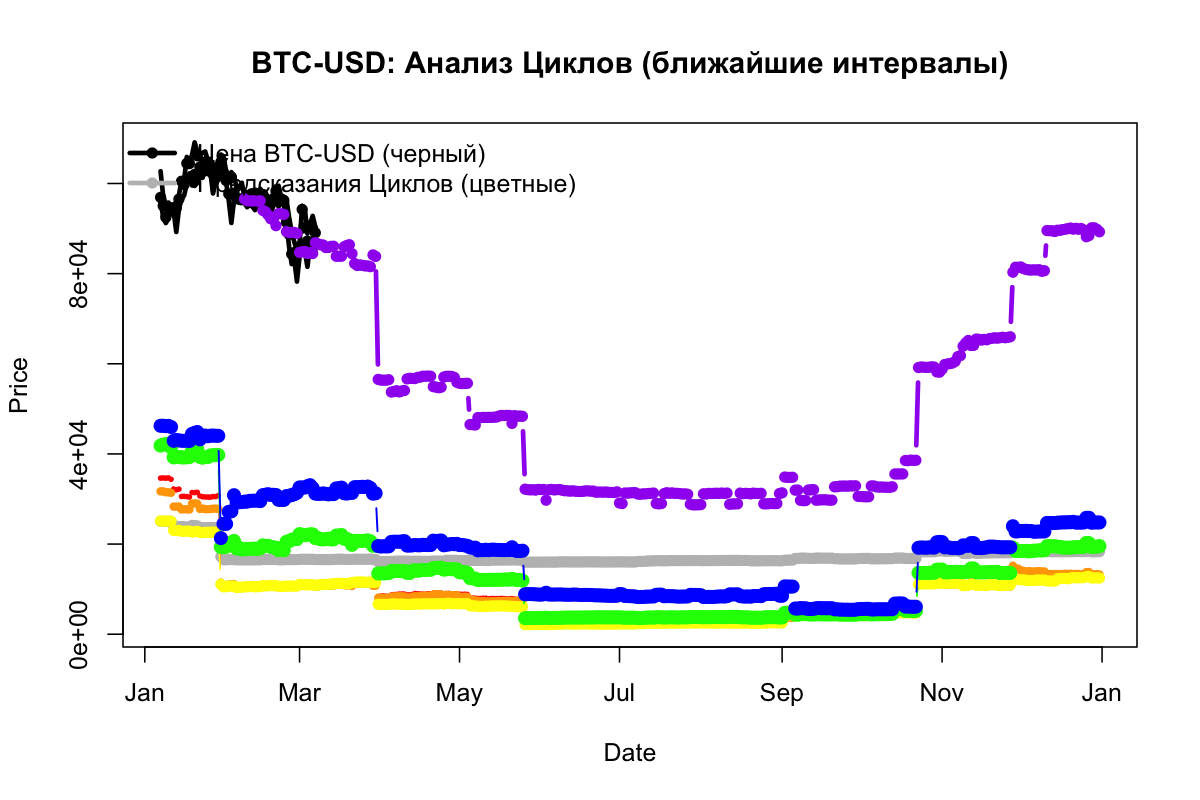 BTC-USD: Анализ Циклов (ближайшие интервалы)
Цена BTC-USD (черный)
Предсказания Циклов (цветные)
Price
8e+04
4e+04
0e+00
Jan Mar May Jul Sep Nov Jan
Date